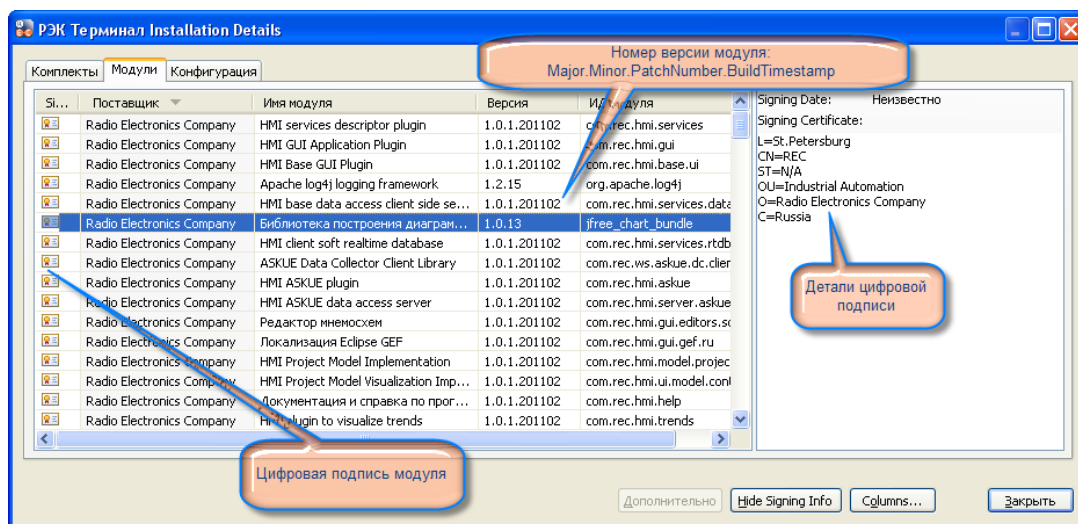 РЭК Терминал Installation Details
Номер версии модуля:
Major.Minor.PatchNumber.BuildTimestamp
Комплекты Модули Конфигурация
Si... Поставщик Имя модуля Версия
Radio Electronics Company HMI services descriptor plugin 1.0.1.201102 com.rec.hmi.services
Radio Electronics Company HMI GUI Application Plugin 1.0.1.201102 com.rec.hmi.gui
Radio Electronics Company HMI Base GUI Plugin 1.0.1.201102 com.rec.hmi.base.ui
Radio Electronics Company Apache log4j logging framework 1.2.15 org.apache.log4j
Radio Electronics Company HMI base data access client side se... 1.0.1.201102 com.rec.hmi.services.data
Radio Electronics Company Библиотека построения диаграм... 1.0.13 jfree_chart_bundle
Radio Electronics Company HMI client soft realtime database 1.0.1.201102 com.rec.hmi.services.rtdb
Radio Electronics Company ASKUE Data Collector Client Library 1.0.1.201102 com.rec.ws.askue.dc.clier
Radio Electronics Company HMI ASKUE plugin 1.0.1.201102 com.rec.hmi.askue
Radio Electronics Company HMI ASKUE data access server 1.0.1.201102 com.rec.hmi.server.askue
Radio Electronics Company Редактор мнемосхем 1.0.1.201102 com.rec.hmi.gui.editors.sc
Radio Electronics Company Локализация Eclipse GEF 1.0.1.201102 com.rec.hmi.gui.gef.ru
Radio Electronics Company HMI Project Model Implementation 1.0.1.201102 com.rec.hmi.model.projec
Radio Electronics Company HMI Project Model Visualization Imp... 1.0.1.201102 com.rec.hmi.ui.model.cont
Radio Electronics Company Документация и справка по прог... 1.0.1.201102 com.rec.hmi.help
Radio Electronics Company HMI plugin to visualize trends 1.0.1.201102 com.rec.hmi.trends
Signing Date: Неизвестно
Signing Certificate:
L=St.Petersburg
CN=REC
ST=N/A
OU=Industrial Automation
O=Radio Electronics Company
C=Russia
Детали цифровой
подписи
Цифровая подпись модуля
Дополнительно Hide Signing Info Columns... Закрыть